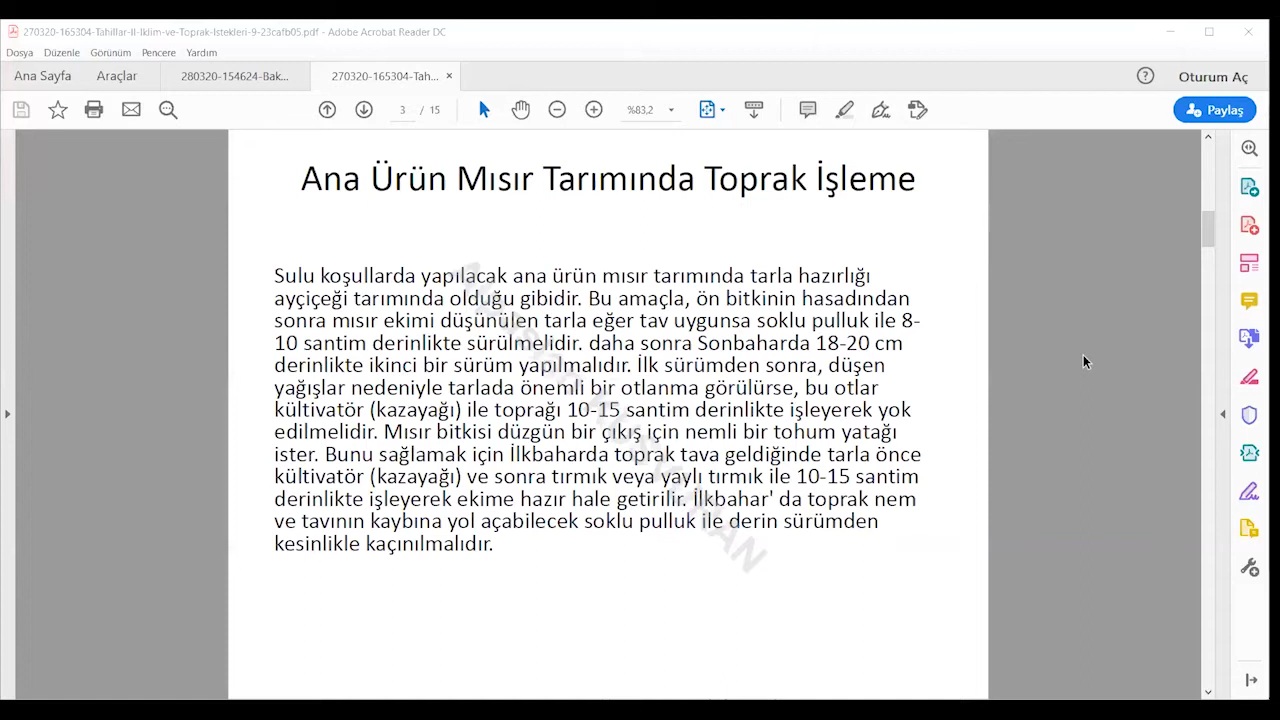 270320-165304-Tahillar-II-Iklim-ve-Toprak-Istekleri-9-23cafb05.pdf - Adobe Acrobat Reader DC
Dosya Düzenle Görünüm Pencere Yardım
Ana Sayfa Araçlar 280320-154624-Bak... 270320-165304-Tah... × Oturum Aç
3 / 15 %83,2 Paylaş
Ana Ürün Mısır Tarımında Toprak İşleme
Sulu koşullarda yapılacak ana ürün mısır tarımında tarla hazırlığı
ayçiçeği tarımında olduğu gibidir. Bu amaçla, ön bitkinin hasadından
sonra mısır ekimi düşünülen tarla eğer tav uygunsa soklu pulluk ile 8-
10 santim derinlikte sürülmelidir. daha sonra Sonbaharda 18-20 cm
derinlikte ikinci bir sürüm yapılmalıdır. İlk sürümden sonra, düşen
yağışlar nedeniyle tarlada önemli bir otlanma görülürse, bu otlar
kültivatör (kazayağı) ile toprağı 10-15 santim derinlikte işleyerek yok
edilmelidir. Mısır bitkisi düzgün bir çıkış için nemli bir tohum yatağı
ister. Bunu sağlamak için İlkbaharda toprak tava geldiğinde tarla önce
kültivatör (kazayağı) ve sonra tırmık veya yaylı tırmık ile 10-15 santim
derinlikte işleyerek ekime hazır hale getirilir. İlkbahar' da toprak nem
ve tavının kaybına yol açabilecek soklu pulluk ile derin sürümden
kesinlikle kaçınılmalıdır.